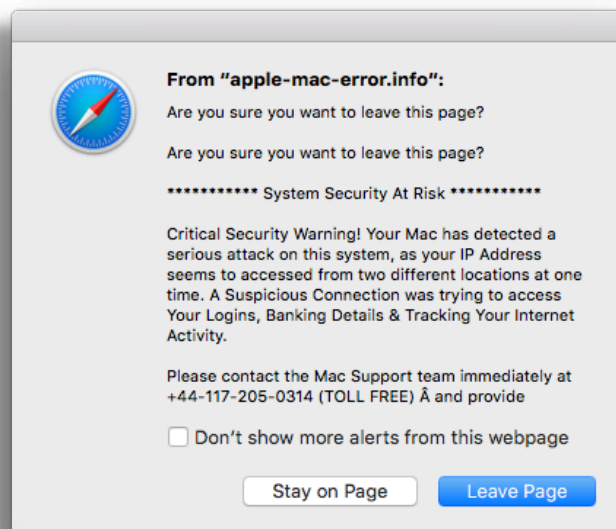 From “apple-mac-error.info”:
Are you sure you want to leave this page?
Are you sure you want to leave this page?
*********** System Security At Risk ***********
Critical Security Warning! Your Mac has detected a
serious attack on this system, as your IP Address
seems to accessed from two different locations at one
time. A Suspicious Connection was trying to access
Your Logins, Banking Details & Tracking Your Internet
Activity.
Please contact the Mac Support team immediately at
+44-117-205-0314 (TOLL FREE) Â and provide
Don't show more alerts from this webpage
Stay on Page
Leave Page